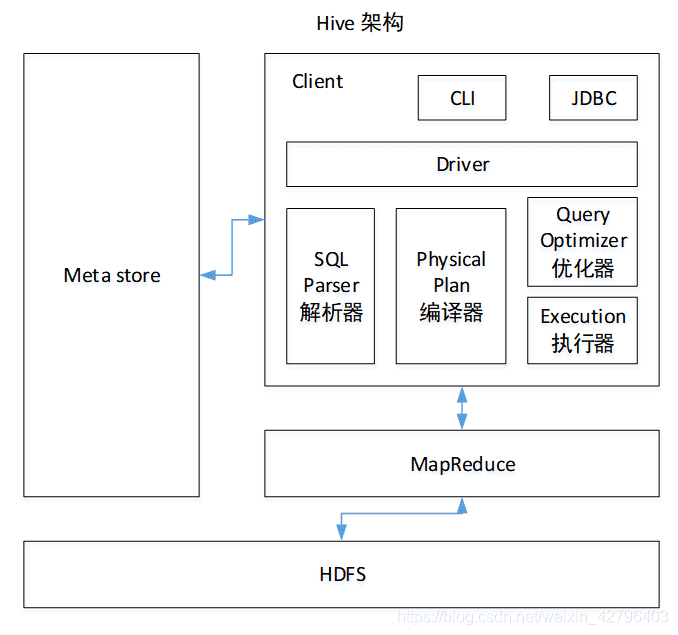 Hive 架构
Client
CLI
JDBC
Driver
Meta store
SQL
Parser
解析器
Physical
Plan
编译器
Query
Optimizer
优化器
Execution
执行器
MapReduce
HDFS
https://blog.csdn.net/weixin_42796403